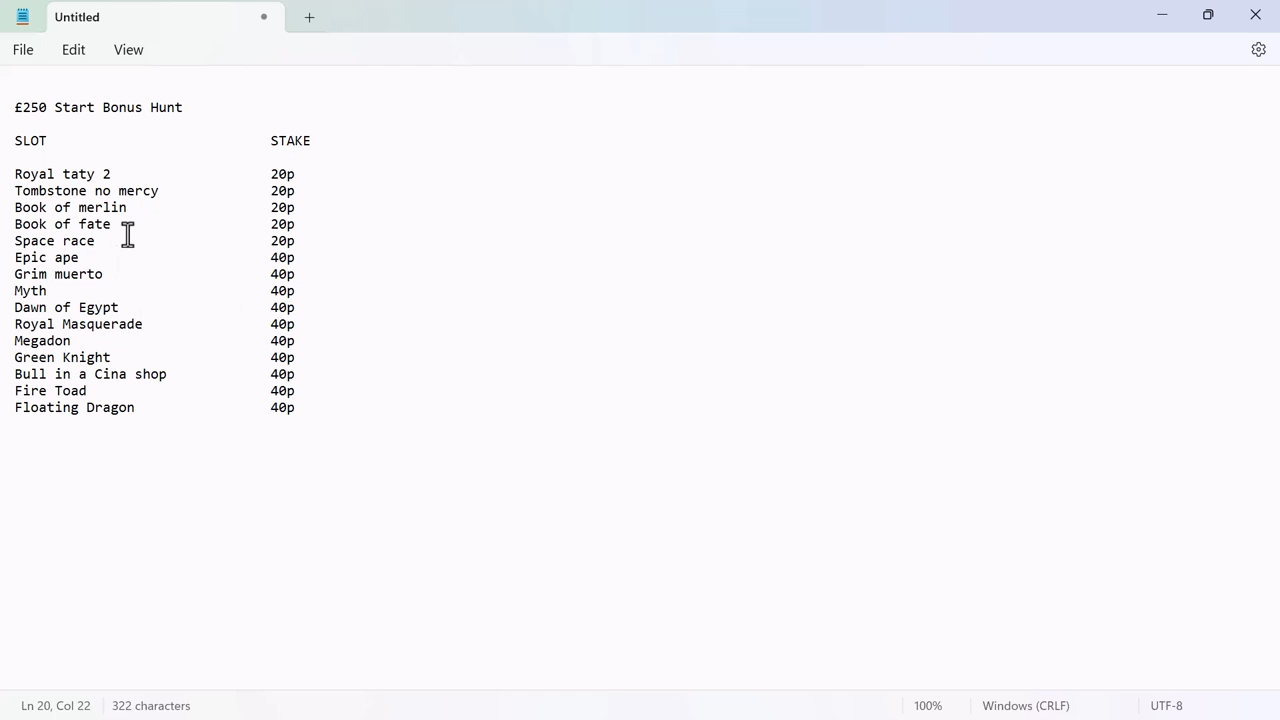 Untitled
File Edit View
£250 Start Bonus Hunt
SLOT STAKE
Royal taty 2 20p
Tombstone no mercy 20p
Book of merlin 20p
Book of fate 20p
Space race 20p
Epic ape 40p
Grim muerto 40p
Myth 40p
Dawn of Egypt 40p
Royal Masquerade 40p
Megadon 40p
Green Knight 40p
Bull in a Cina shop 40p
Fire Toad 40p
Floating Dragon 40p
Ln 20, Col 22 322 characters 100% Windows (CRLF) UTF-8